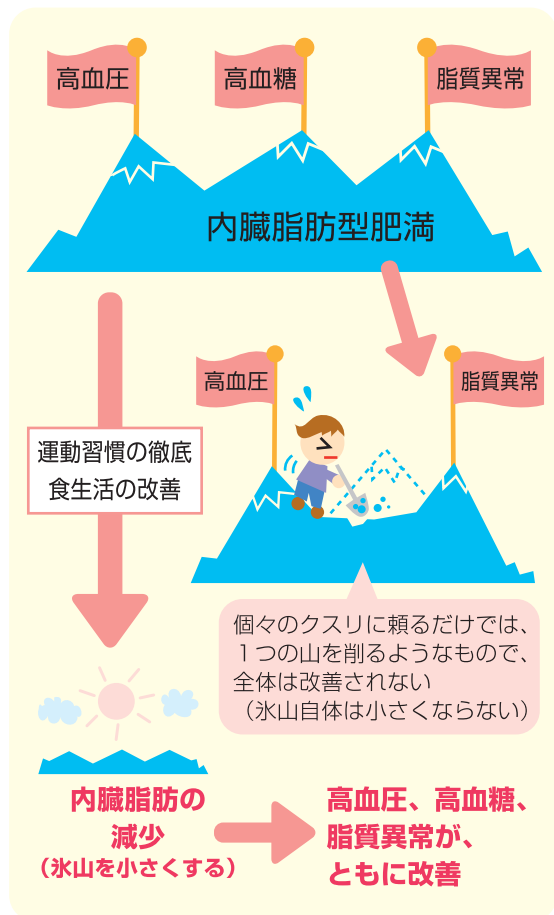 高血圧
高血糖
脂質異常
内臓脂肪型肥満
高血圧
脂質異常
運動習慣の徹底
食生活の改善
個々のクスリに頼るだけでは、
１つの山を削るようなもので、
全体は改善されない
（氷山自体は小さくならない）
内臓脂肪の
減少
（氷山を小さくする）
高血圧、高血糖、
脂質異常が、
ともに改善